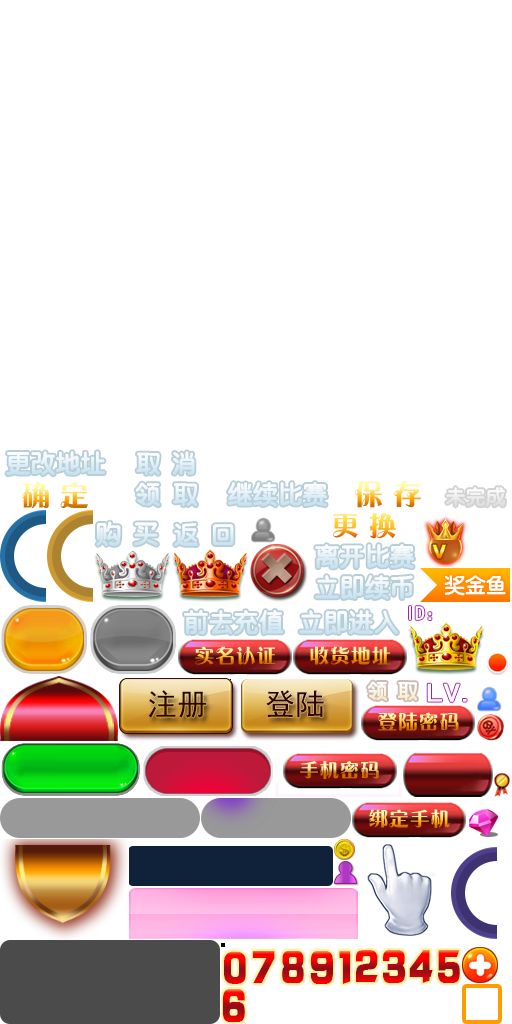 更改地址 取 消
确 定 领 取 继续比赛 保 存 未完成
购 买 返 回 更 换
V
离开比赛
立即续币 奖金鱼
前去充值 立即进入 ID:
实名认证 收货地址
注册 登陆 领 取 LV.
登陆密码
手机密码
绑定手机
$
078912345
6